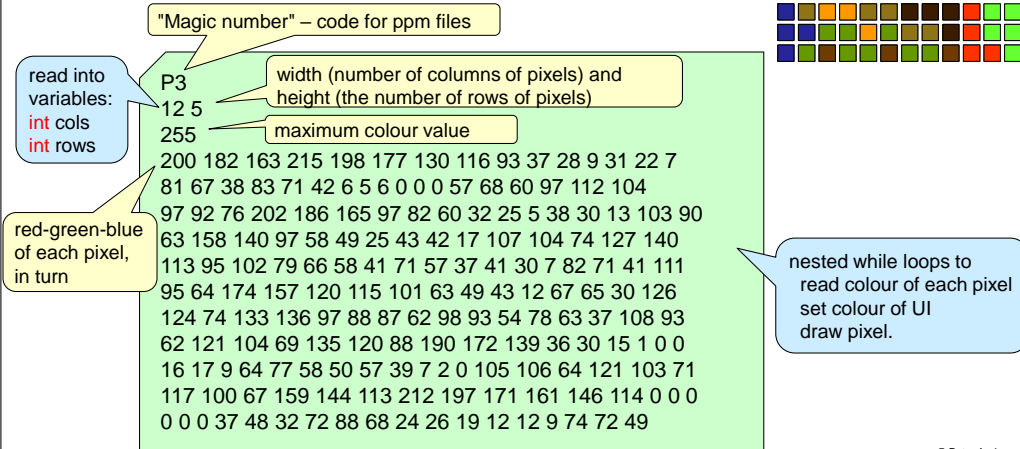 "Magic number" – code for ppm files
read into
variables:
int cols
int rows
P3
12 5
255
width (number of columns of pixels) and
height (the number of rows of pixels)
maximum colour value
red-green-blue
of each pixel,
in turn
200 182 163 215 198 177 130 116 93 37 28 9 31 22 7
81 67 38 83 71 42 6 5 6 0 0 0 57 68 60 97 112 104
97 92 76 202 186 165 97 82 60 32 25 5 38 30 13 103 90
63 158 140 97 58 49 25 43 42 17 107 104 74 127 140
113 95 102 79 66 58 41 71 57 37 41 30 7 82 71 41 111
95 64 174 157 120 115 101 63 49 43 12 67 65 30 126
124 74 133 136 97 88 87 62 98 93 54 78 63 37 108 93
62 121 104 69 135 120 88 190 172 139 36 30 15 1 0 0
16 17 9 64 77 58 50 57 39 7 2 0 105 106 64 121 103 71
117 100 67 159 144 113 212 197 171 161 146 114 0 0 0
0 0 0 37 48 32 72 88 68 24 26 19 12 12 9 74 72 49
nested while loops to
read colour of each pixel
set colour of UI
draw pixel.